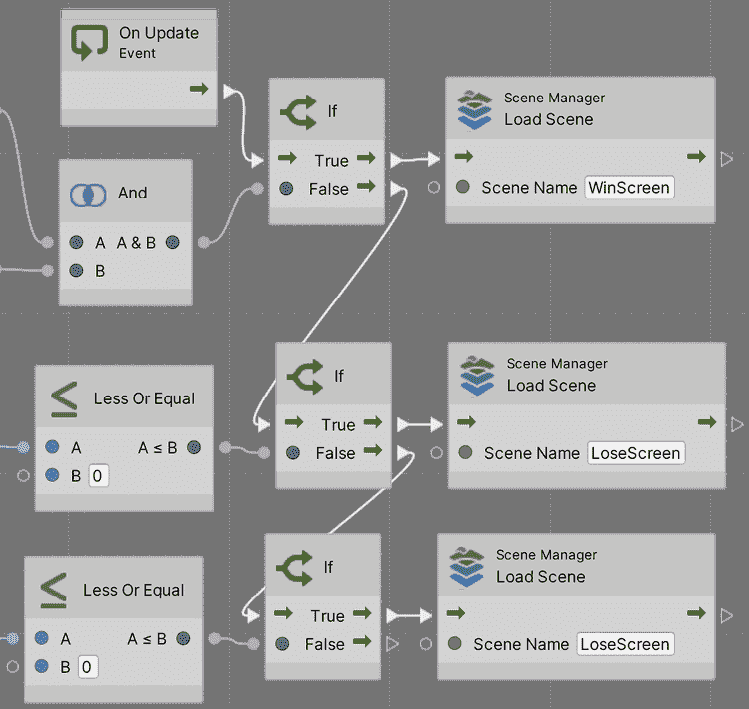 On Update
Event
If
True
False
Scene Manager
Load Scene
Scene Name WinScreen
And
A A & B
B
If
True
False
Scene Manager
Load Scene
Scene Name LoseScreen
Less Or Equal
A A ≤ B
B 0
If
True
False
Scene Manager
Load Scene
Scene Name LoseScreen
Less Or Equal
A A ≤ B
B 0